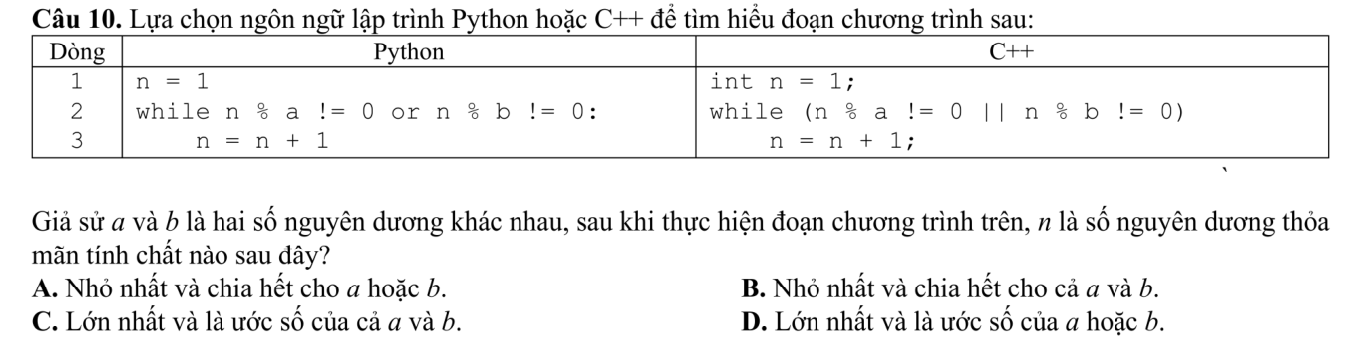 Câu 10. Lựa chọn ngôn ngữ lập trình Python hoặc C++ để tìm hiểu đoạn chương trình sau:
Dòng Python C++
1 n = 1 int n = 1;
2 while n % a != 0 or n % b != 0: while (n % a != 0 || n % b != 0)
3 n = n + 1 n = n + 1;
Giả sử a và b là hai số nguyên dương khác nhau, sau khi thực hiện đoạn chương trình trên, n là số nguyên dương thỏa
mãn tính chất nào sau đây?
A. Nhỏ nhất và chia hết cho a hoặc b. B. Nhỏ nhất và chia hết cho cả a và b.
C. Lớn nhất và là ước số của cả a và b. D. Lớn nhất và là ước số của a hoặc b.